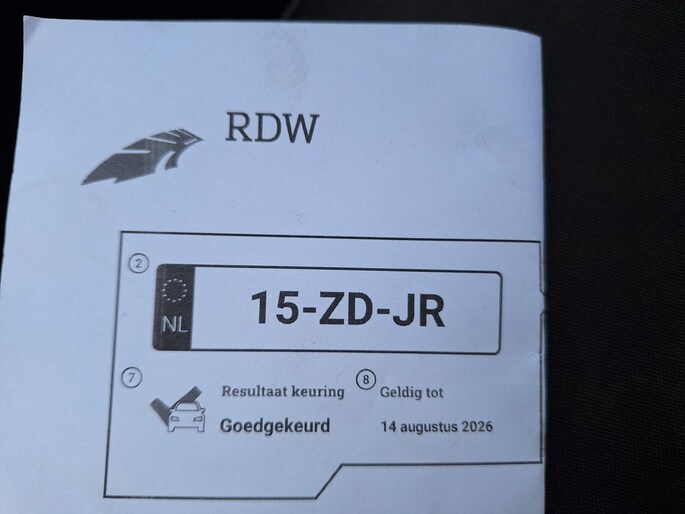 RDW
2
NL
15-ZD-JR
7
Resultaat keuring
8
Geldig tot
Goedgekeurd
14 augustus 2026